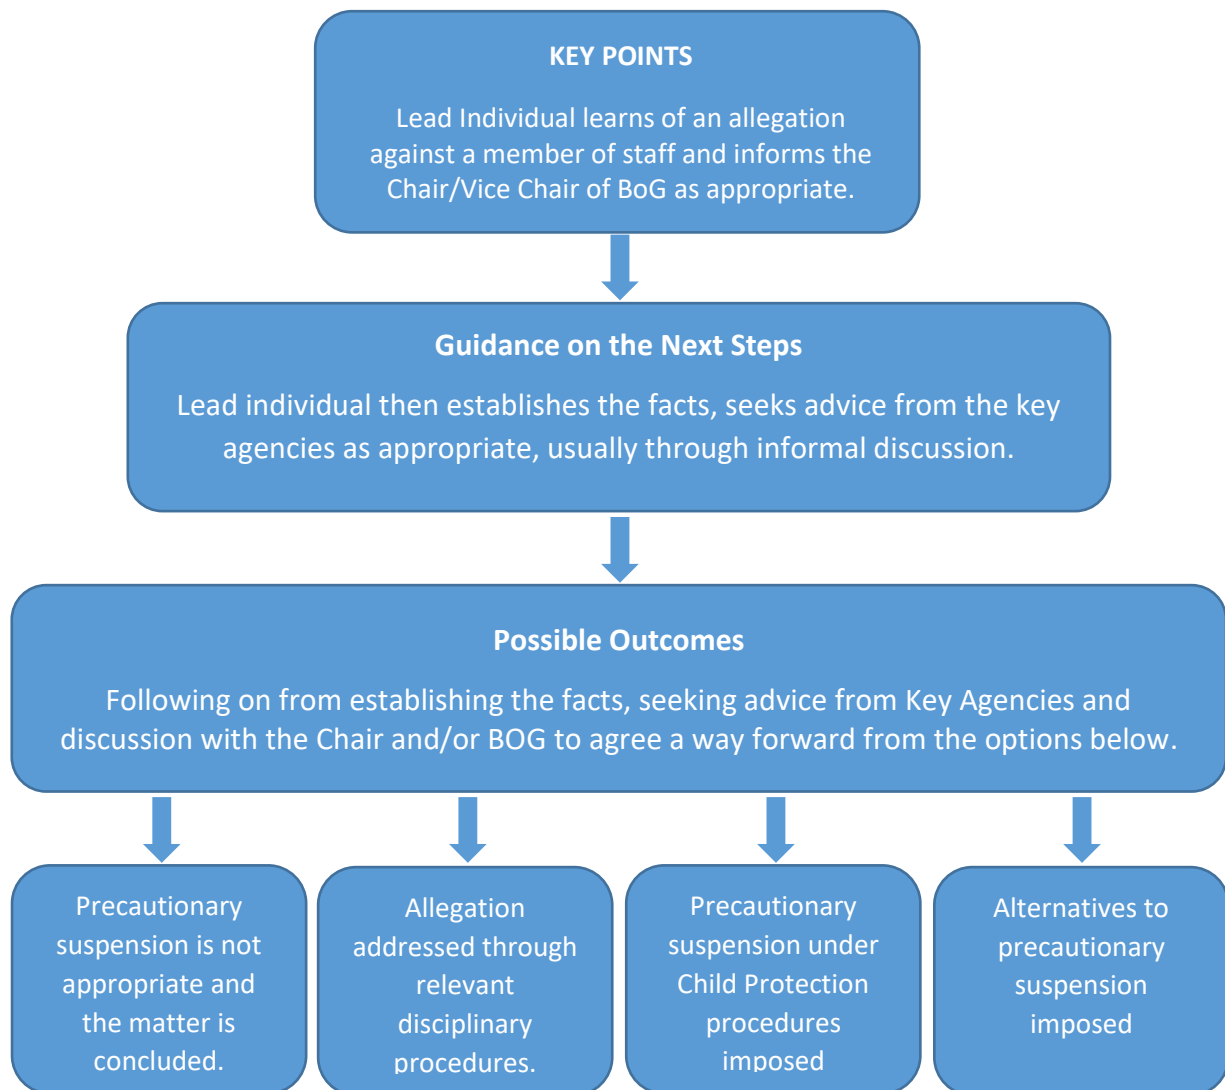 KEY POINTS
Lead Individual learns of an allegation
against a member of staff and informs the
Chair/Vice Chair of BoG as appropriate.
Guidance on the Next Steps
Lead individual then establishes the facts, seeks advice from the key
agencies as appropriate, usually through informal discussion.
Possible Outcomes
Following on from establishing the facts, seeking advice from Key Agencies and
discussion with the Chair and/or BOG to agree a way forward from the options below.
Precautionary
suspension is not
appropriate and
the matter is
concluded.
Allegation
addressed through
relevant
disciplinary
procedures.
Precautionary
suspension under
Child Protection
procedures
imposed
Alternatives to
precautionary
suspension
imposed